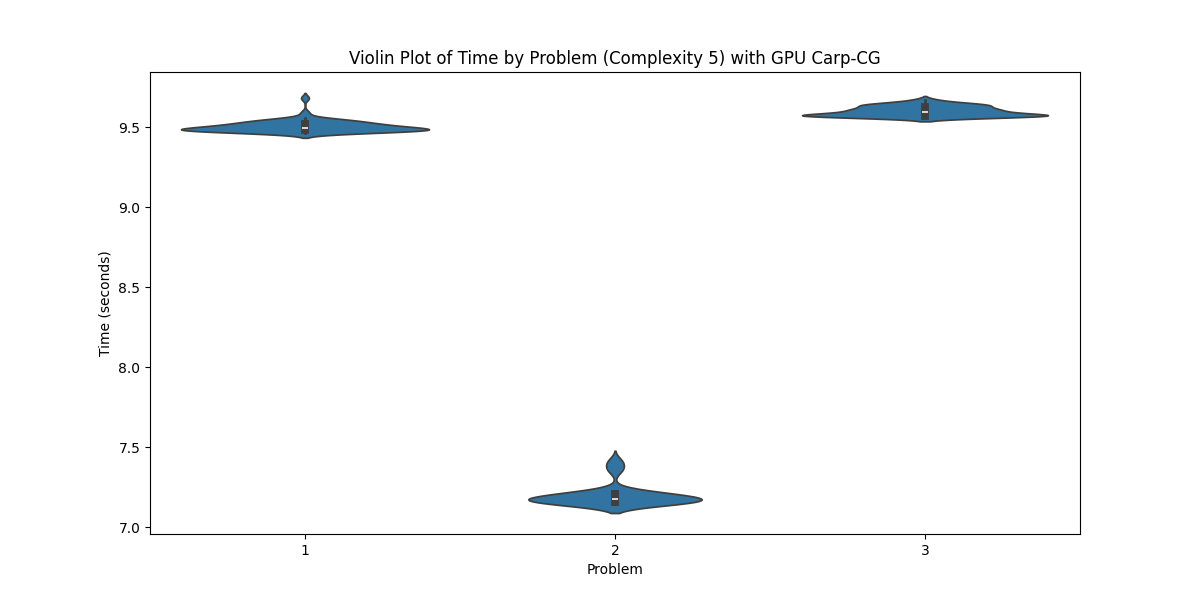 Violin Plot of Time by Problem (Complexity 5) with GPU Carp-CG
9.5
9.0
8.5
8.0
7.5
7.0
Time (seconds)
1 2 3
Problem